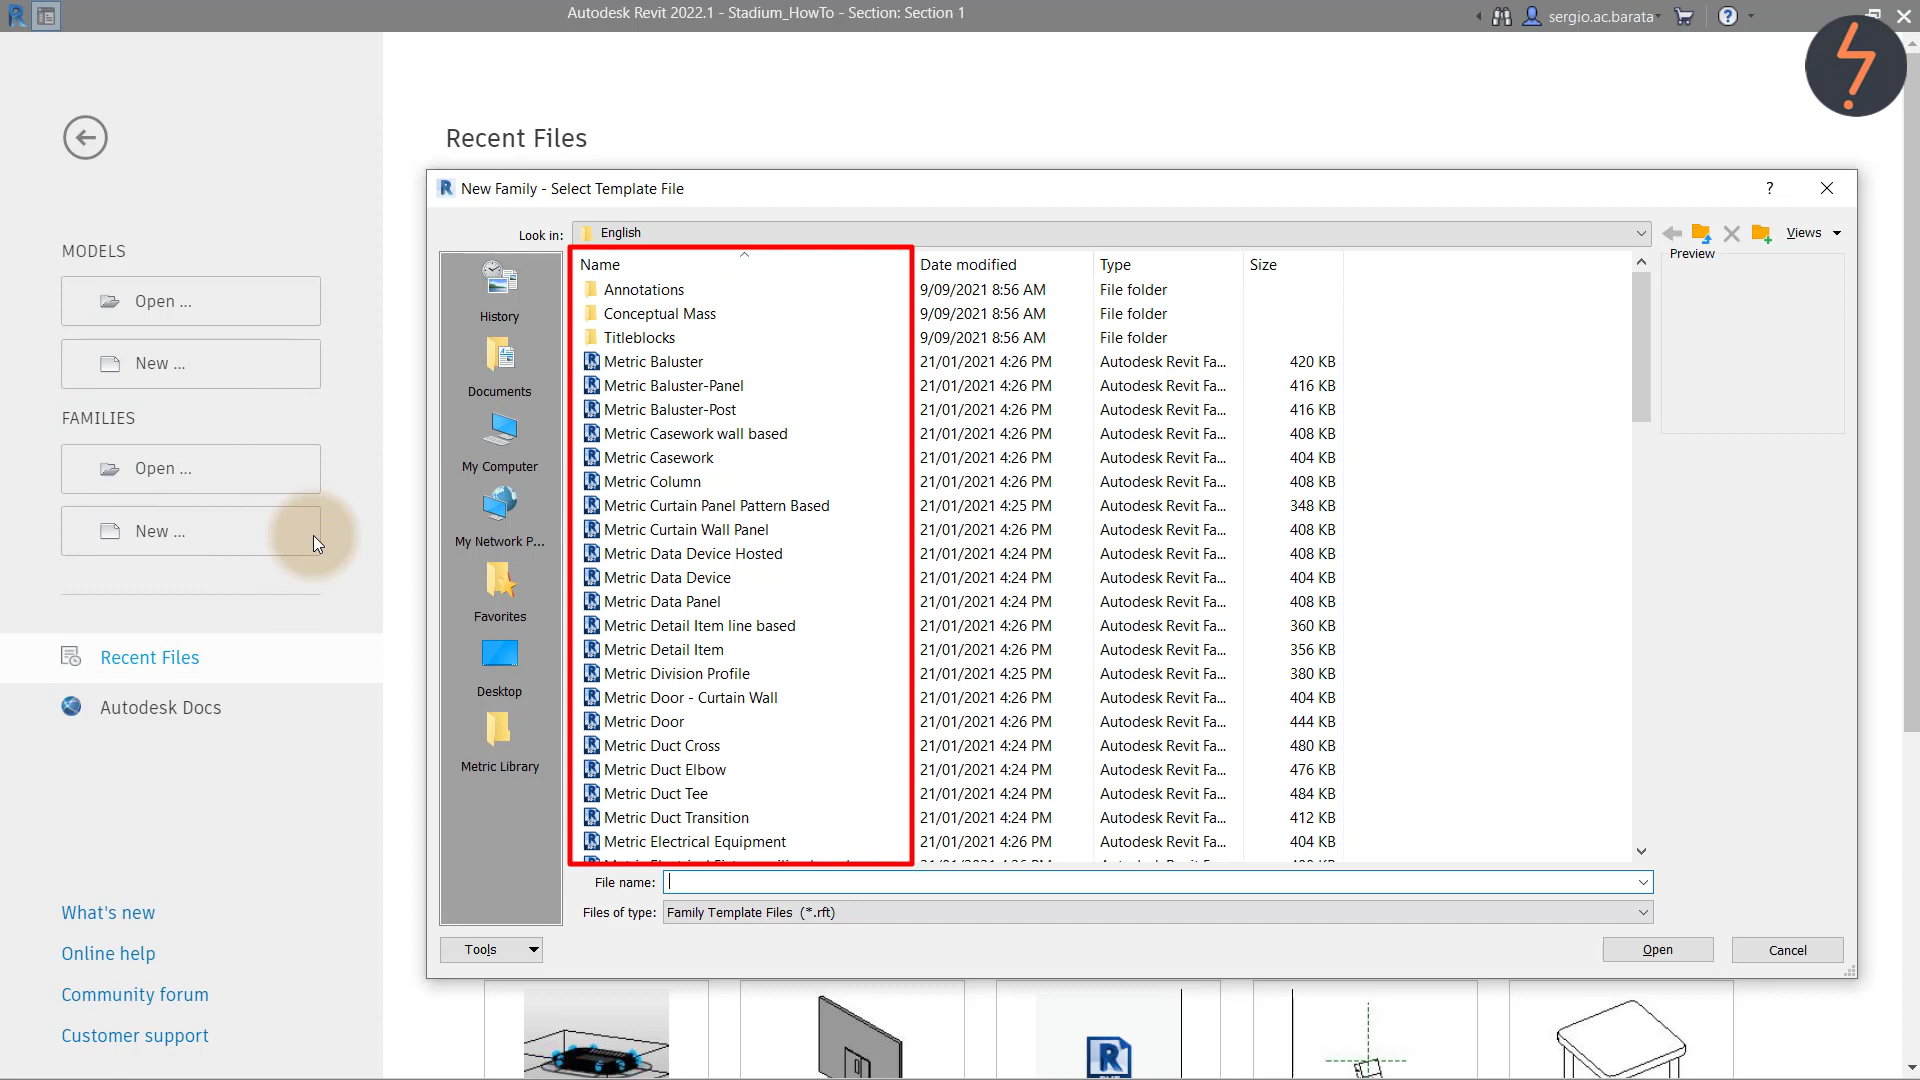 Autodesk Revit 2022.1 - Stadium_HowTo - Section: Section 1
sergio.ac.barata
Recent Files
MODELS
Open ...
New ...
FAMILIES
Open ...
New ...
Recent Files
Autodesk Docs
What's new
Online help
Community forum
Customer support
New Family - Select Template File
Look in:
English
Views
Preview
History
Documents
My Computer
My Network P...
Favorites
Desktop
Metric Library
Name Date modified Type Size
Annotations 9/09/2021 8:56 AM File folder
Conceptual Mass 9/09/2021 8:56 AM File folder
Titleblocks 9/09/2021 8:56 AM File folder
Metric Baluster 21/01/2021 4:26 PM Autodesk Revit Fa... 420 KB
Metric Baluster-Panel 21/01/2021 4:26 PM Autodesk Revit Fa... 416 KB
Metric Baluster-Post 21/01/2021 4:26 PM Autodesk Revit Fa... 416 KB
Metric Casework wall based 21/01/2021 4:26 PM Autodesk Revit Fa... 408 KB
Metric Casework 21/01/2021 4:26 PM Autodesk Revit Fa... 404 KB
Metric Column 21/01/2021 4:26 PM Autodesk Revit Fa... 408 KB
Metric Curtain Panel Pattern Based 21/01/2021 4:25 PM Autodesk Revit Fa... 348 KB
Metric Curtain Wall Panel 21/01/2021 4:26 PM Autodesk Revit Fa... 408 KB
Metric Data Device Hosted 21/01/2021 4:24 PM Autodesk Revit Fa... 408 KB
Metric Data Device 21/01/2021 4:24 PM Autodesk Revit Fa... 404 KB
Metric Data Panel 21/01/2021 4:24 PM Autodesk Revit Fa... 408 KB
Metric Detail Item line based 21/01/2021 4:26 PM Autodesk Revit Fa... 360 KB
Metric Detail Item 21/01/2021 4:26 PM Autodesk Revit Fa... 356 KB
Metric Division Profile 21/01/2021 4:25 PM Autodesk Revit Fa... 380 KB
Metric Door - Curtain Wall 21/01/2021 4:26 PM Autodesk Revit Fa... 404 KB
Metric Door 21/01/2021 4:26 PM Autodesk Revit Fa... 444 KB
Metric Duct Cross 21/01/2021 4:24 PM Autodesk Revit Fa... 480 KB
Metric Duct Elbow 21/01/2021 4:24 PM Autodesk Revit Fa... 476 KB
Metric Duct Tee 21/01/2021 4:24 PM Autodesk Revit Fa... 484 KB
Metric Duct Transition 21/01/2021 4:24 PM Autodesk Revit Fa... 412 KB
Metric Electrical Equipment 21/01/2021 4:26 PM Autodesk Revit Fa... 404 KB
File name:
Files of type: Family Template Files (*.rft)
Tools
Open
Cancel